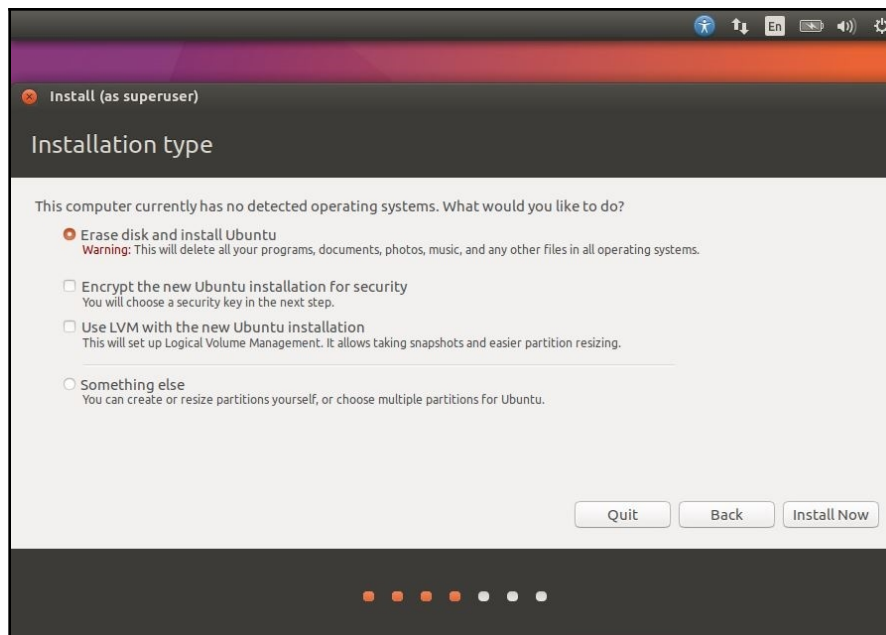 En
Install (as superuser)
Installation type
This computer currently has no detected operating systems. What would you like to do?
Erase disk and install Ubuntu
Warning: This will delete all your programs, documents, photos, music, and any other files in all operating systems.
Encrypt the new Ubuntu installation for security
You will choose a security key in the next step.
Use LVM with the new Ubuntu installation
This will set up Logical Volume Management. It allows taking snapshots and easier partition resizing.
Something else
You can create or resize partitions yourself, or choose multiple partitions for Ubuntu.
Quit Back Install Now